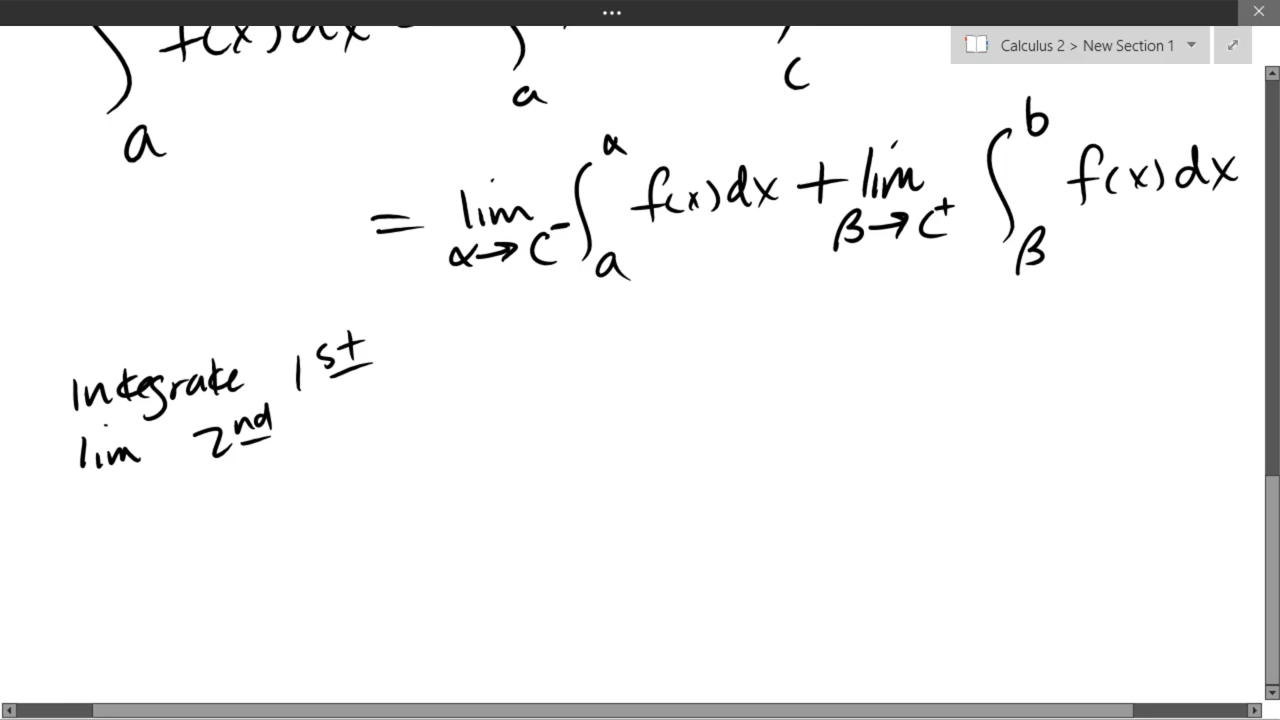 Calculus 2 > New Section 1
∫_a f(x)dx = ∫_a ∫_c
= lim_{α→c⁻} ∫_a^α f(x)dx + lim_{β→c⁺} ∫_β^b f(x)dx
Integrate 1st
lim 2nd